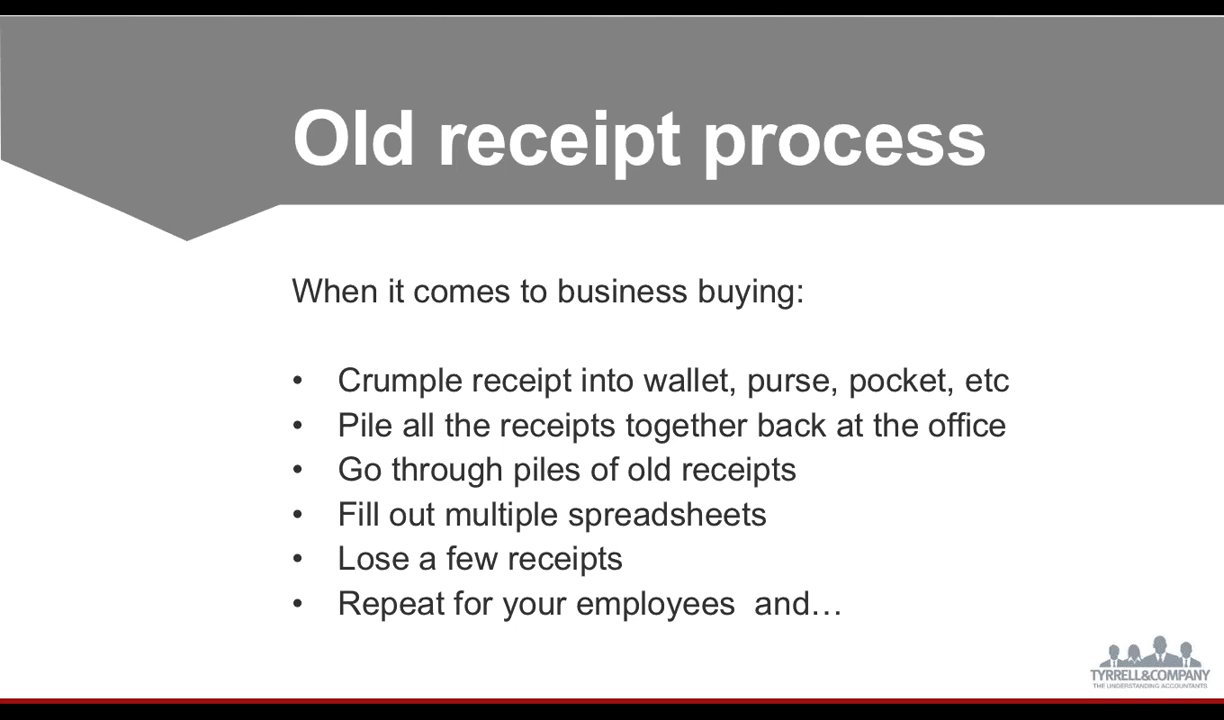 Old receipt process
When it comes to business buying:
• Crumple receipt into wallet, purse, pocket, etc
• Pile all the receipts together back at the office
• Go through piles of old receipts
• Fill out multiple spreadsheets
• Lose a few receipts
• Repeat for your employees  and…
TYRRELL&COMPANY
THE UNDERSTANDING ACCOUNTANTS